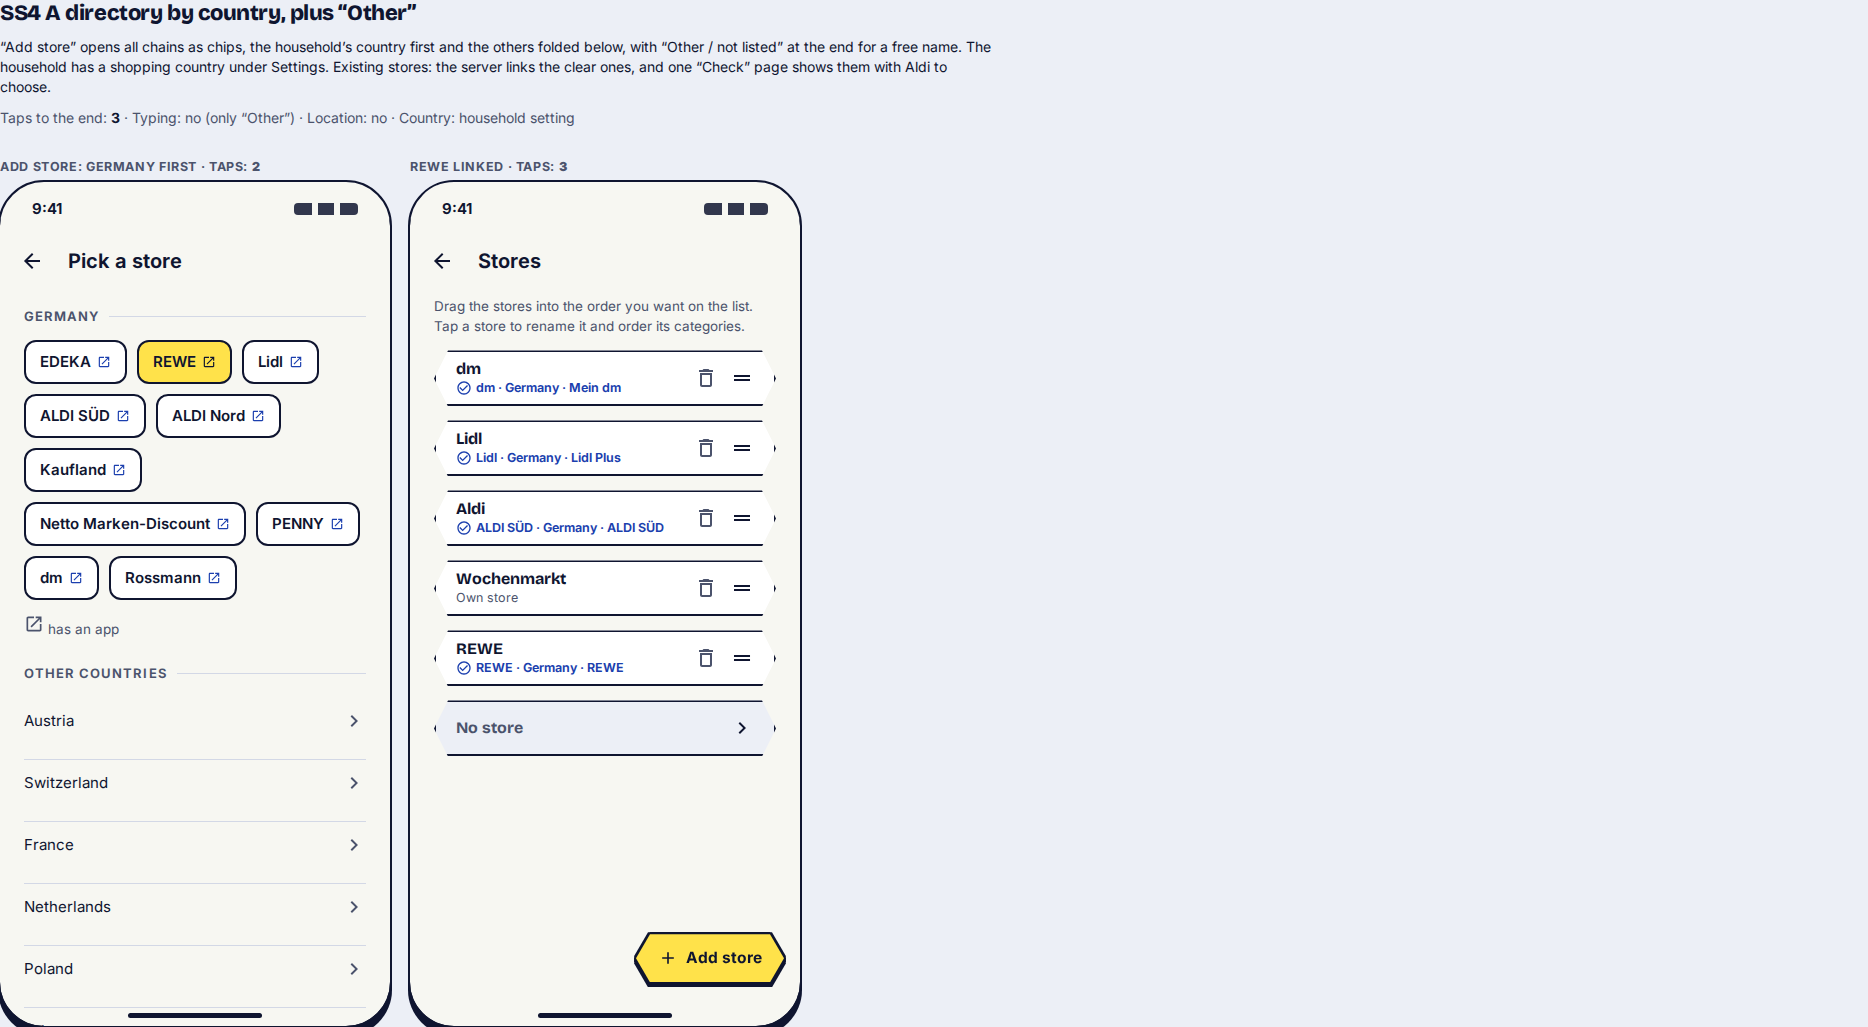 SS4 A directory by country, plus “Other”
“Add store” opens all chains as chips, the household’s country first and the others folded below, with “Other / not listed” at the end for a free name. The
household has a shopping country under Settings. Existing stores: the server links the clear ones, and one “Check” page shows them with Aldi to
choose.
Taps to the end: 3 · Typing: no (only “Other”) · Location: no · Country: household setting
ADD STORE: GERMANY FIRST · TAPS: 2
9:41
Pick a store
GERMANY
EDEKA
REWE
Lidl
ALDI SÜD
ALDI Nord
Kaufland
Netto Marken-Discount
PENNY
dm
Rossmann
has an app
OTHER COUNTRIES
Austria
Switzerland
France
Netherlands
Poland
REWE LINKED · TAPS: 3
9:41
Stores
Drag the stores into the order you want on the list.
Tap a store to rename it and order its categories.
dm
dm · Germany · Mein dm
Lidl
Lidl · Germany · Lidl Plus
Aldi
ALDI SÜD · Germany · ALDI SÜD
Wochenmarkt
Own store
REWE
REWE · Germany · REWE
No store
Add store